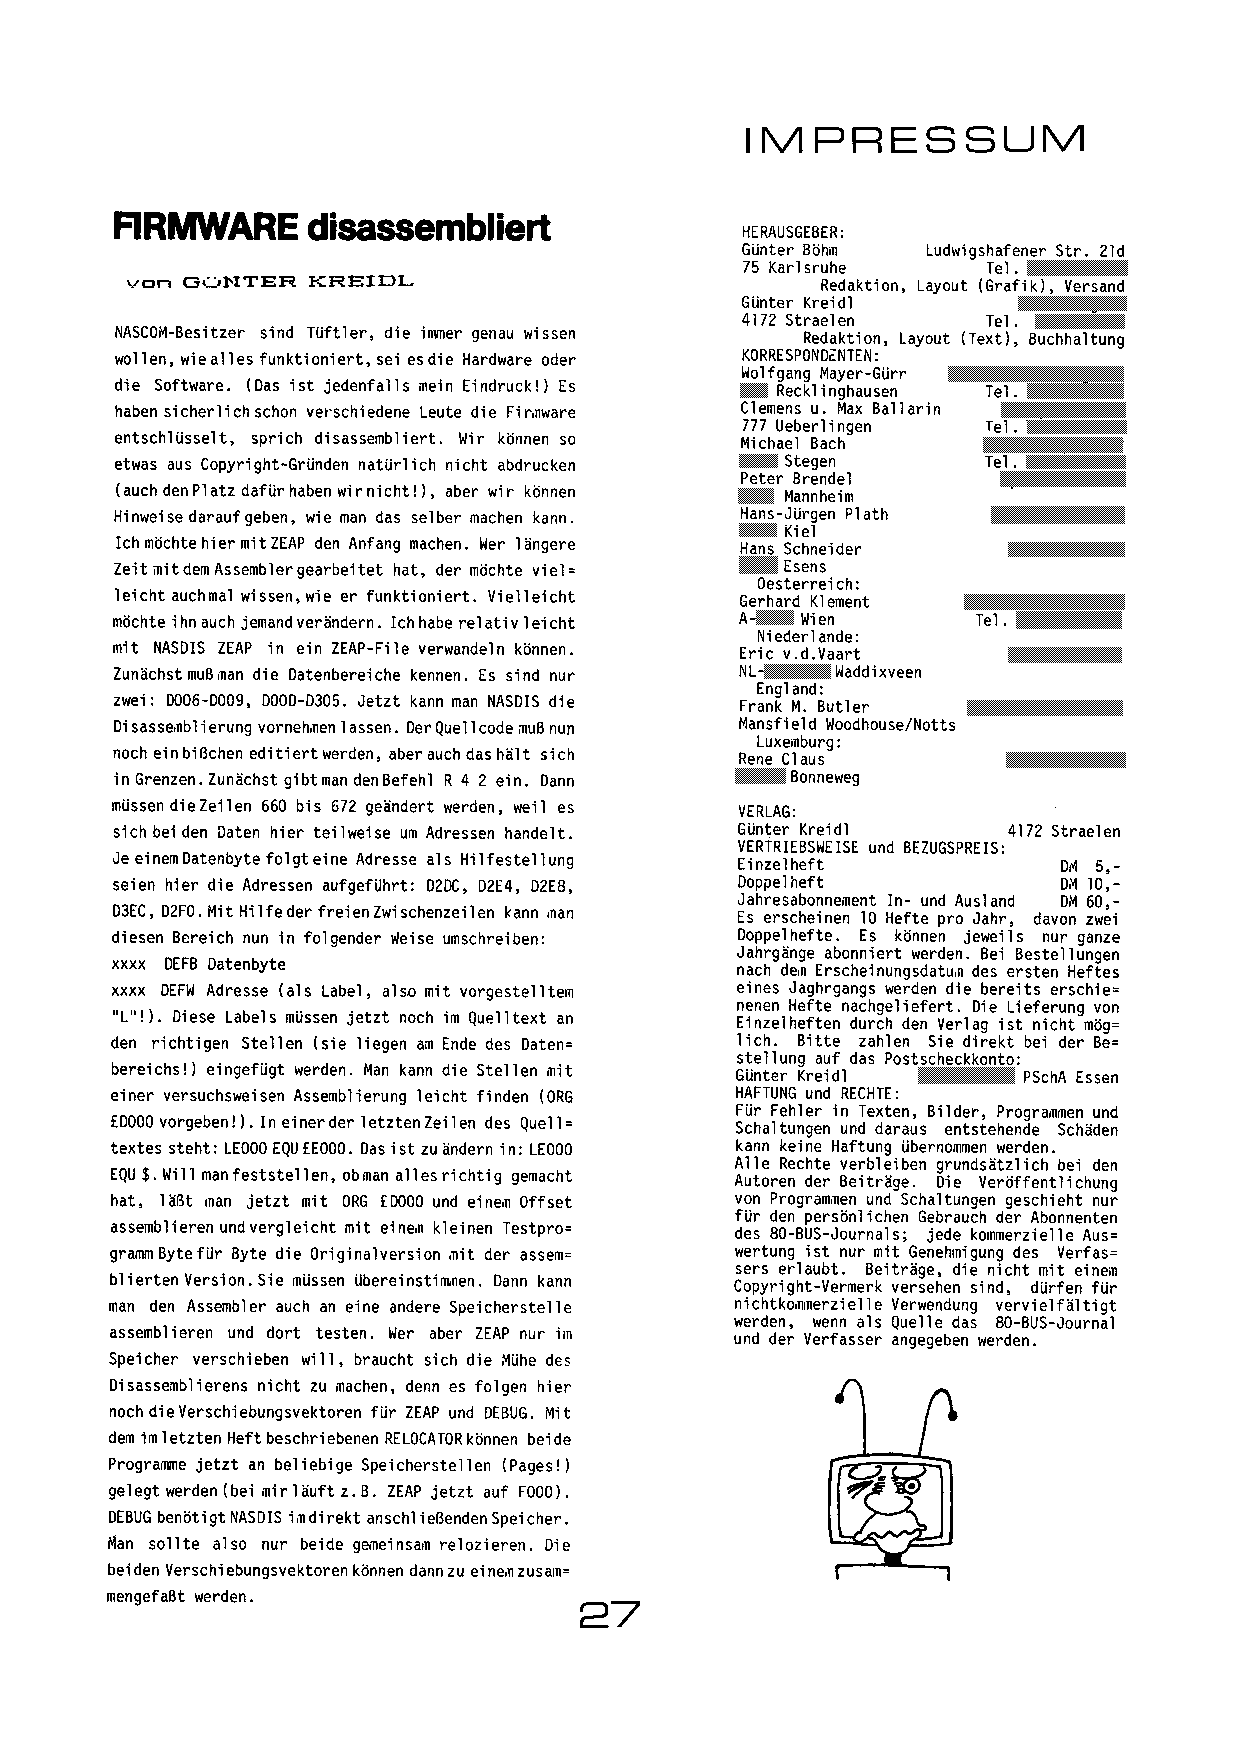 FIRMWARE disassembliert
von GÜNTER KREIDL
NASCOM-Besitzer sind Tüftler, die immer genau wissen
wollen, wie alles funktioniert, sei es die Hardware oder
die Software. (Das ist jedenfalls mein Eindruck!) Es
haben sicherlich schon verschiedene Leute die Firmware
entschlüsselt, sprich disassembliert. Wir können so
etwas aus Copyright-Gründen natürlich nicht abdrucken
(auch den Platz dafür haben wir nicht!), aber wir können
Hinweise darauf geben, wie man das selber machen kann.
Ich möchte hier mit ZEAP den Anfang machen. Wer längere
Zeit mit dem Assembler gearbeitet hat, der möchte viel=
leicht auch mal wissen, wie er funktioniert. Vielleicht
möchte ihn auch jemand verändern. Ich habe relativ leicht
mit NASDIS ZEAP in ein ZEAP-File verwandeln können.
Zunächst muß man die Datenbereiche kennen. Es sind nur
zwei: D006-D009, D00D-D305. Jetzt kann man NASDIS die
Disassemblierung vornehmen lassen. Der Quellcode muß nun
noch ein bißchen editiert werden, aber auch das hält sich
in Grenzen. Zunächst gibt man den Befehl R 4 2 ein. Dann
müssen die Zeilen 660 bis 672 geändert werden, weil es
sich bei den Daten hier teilweise um Adressen handelt.
Je einem Datenbyte folgt eine Adresse als Hilfestellung
seien hier die Adressen aufgeführt: D2DC, D2E4, D2E8,
D3EC, D2F0. Mit Hilfe der freien Zwischenzeilen kann man
diesen Bereich nun in folgender Weise umschreiben:
xxxx DEFB Datenbyte
xxxx DEFW Adresse (als Label, also mit vorgestelltem
"L"!). Diese Labels müssen jetzt noch im Quelltext an
den richtigen Stellen (sie liegen am Ende des Daten=
bereichs!) eingefügt werden. Man kann die Stellen mit
einer versuchsweisen Assemblierung leicht finden (ORG
£D000 vorgeben!). In einer der letzten Zeilen des Quell=
textes steht: LE000 EQU £E000. Das ist zu ändern in: LE000
EQU $. Will man feststellen, ob man alles richtig gemacht
hat, läßt man jetzt mit ORG £D000 und einem Offset
assemblieren und vergleicht mit einem kleinen Testpro=
gramm Byte für Byte die Originalversion mit der assem=
blierten Version. Sie müssen übereinstimmen. Dann kann
man den Assembler auch an eine andere Speicherstelle
assemblieren und dort testen. Wer aber ZEAP nur im
Speicher verschieben will, braucht sich die Mühe des
Disassemblierens nicht zu machen, denn es folgen hier
noch die Verschiebungsvektoren für ZEAP und DEBUG. Mit
dem im letzten Heft beschriebenen RELOCATOR können beide
Programme jetzt an beliebige Speicherstellen (Pages!)
gelegt werden (bei mir läuft z.B. ZEAP jetzt auf F000).
DEBUG benötigt NASDIS im direkt anschließenden Speicher.
Man sollte also nur beide gemeinsam relozieren. Die
beiden Verschiebungsvektoren können dann zu einem zusam=
mengefaßt werden.
IMPRESSUM
HERAUSGEBER:
Günter Böhm Ludwigshafener Str. 21d
75 Karlsruhe Tel.
Redaktion, Layout (Grafik), Versand
Günter Kreidl
4172 Straelen Tel.
Redaktion, Layout (Text), Buchhaltung
KORRESPONDENTEN:
Wolfgang Mayer-Gürr
Recklinghausen Tel.
Clemens u. Max Ballarin
777 Ueberlingen Tel.
Michael Bach
Stegen Tel.
Peter Brendel
Mannheim
Hans-Jürgen Plath
Kiel
Hans Schneider
Esens
Oesterreich:
Gerhard Klement
A- Wien Tel.
Niederlande:
Eric v.d.Vaart
NL- Waddixveen
England:
Frank M. Butler
Mansfield Woodhouse/Notts
Luxemburg:
Rene Claus
Bonneweg
VERLAG:
Günter Kreidl 4172 Straelen
VERTRIEBSWEISE und BEZUGSPREIS:
Einzelheft DM 5,-
Doppelheft DM 10,-
Jahresabonnement In- und Ausland DM 60,-
Es erscheinen 10 Hefte pro Jahr, davon zwei
Doppelhefte. Es können jeweils nur ganze
Jahrgänge abonniert werden. Bei Bestellungen
nach dem Erscheinungsdatum des ersten Heftes
eines Jaghrgangs werden die bereits erschie=
nenen Hefte nachgeliefert. Die Lieferung von
Einzelheften durch den Verlag ist nicht mög=
lich. Bitte zahlen Sie direkt bei der Be=
stellung auf das Postscheckkonto:
Günter Kreidl PSchA Essen
HAFTUNG und RECHTE:
Für Fehler in Texten, Bilder, Programmen und
Schaltungen und daraus entstehende Schäden
kann keine Haftung übernommen werden.
Alle Rechte verbleiben grundsätzlich bei den
Autoren der Beiträge. Die Veröffentlichung
von Programmen und Schaltungen geschieht nur
für den persönlichen Gebrauch der Abonnenten
des 80-BUS-Journals; jede kommerzielle Aus=
wertung ist nur mit Genehmigung des Verfas=
sers erlaubt. Beiträge, die nicht mit einem
Copyright-Vermerk versehen sind, dürfen für
nichtkommerzielle Verwendung vervielfältigt
werden, wenn als Quelle das 80-BUS-Journal
und der Verfasser angegeben werden.
27